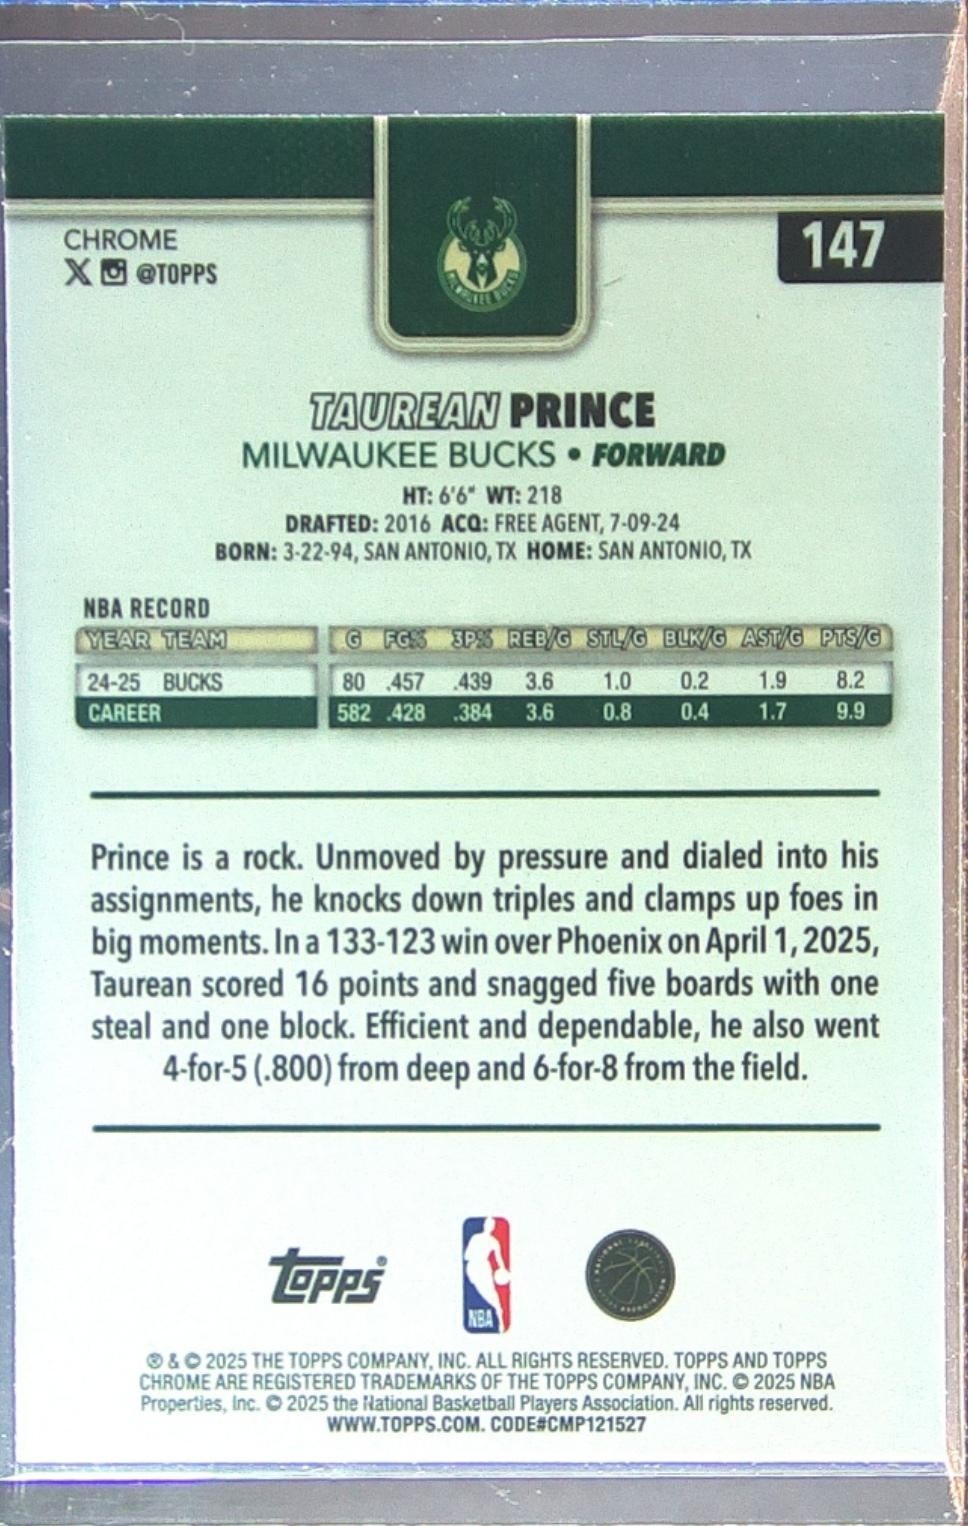 CHROME
X @TOPPS
MILWAUKEE BUCKS
147
TAUREAN PRINCE
MILWAUKEE BUCKS • FORWARD
HT: 6'6" WT: 218
DRAFTED: 2016 ACQ: FREE AGENT, 7-09-24
BORN: 3-22-94, SAN ANTONIO, TX HOME: SAN ANTONIO, TX
NBA RECORD
YEAR TEAM G FG% 3P% REB/G STL/G BLK/G AST/G PTS/G
24-25 BUCKS 80 .457 .439 3.6 1.0 0.2 1.9 8.2
CAREER 582 .428 .384 3.6 0.8 0.4 1.7 9.9
Prince is a rock. Unmoved by pressure and dialed into his
assignments, he knocks down triples and clamps up foes in
big moments. In a 133-123 win over Phoenix on April 1, 2025,
Taurean scored 16 points and snagged five boards with one
steal and one block. Efficient and dependable, he also went
4-for-5 (.800) from deep and 6-for-8 from the field.
topps®
NBA
® & © 2025 THE TOPPS COMPANY, INC. ALL RIGHTS RESERVED. TOPPS AND TOPPS
CHROME ARE REGISTERED TRADEMARKS OF THE TOPPS COMPANY, INC. © 2025 NBA
Properties, Inc. © 2025 the National Basketball Players Association. All rights reserved.
WWW.TOPPS.COM. CODE#CMP121527